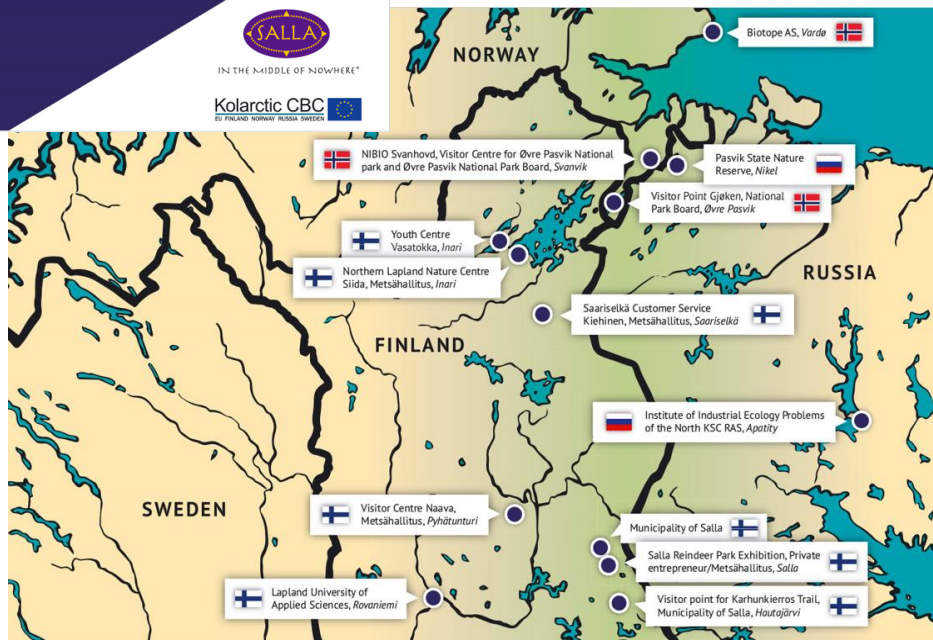 SALLA
IN THE MIDDLE OF NOWHERE®
Kolarctic CBC
EU FINLAND NORWAY RUSSIA SWEDEN
NORWAY
Biotope AS, Vardø
NIBIO Svanhovd, Visitor Centre for Øvre Pasvik National
park and Øvre Pasvik National Park Board, Svanvik
Pasvik State Nature
Reserve, Nikel
Visitor Point Gjøken, National
Park Board, Øvre Pasvik
Youth Centre
Vasatokka, Inari
Northern Lapland Nature Centre
Siida, Metsähallitus, Inari
RUSSIA
Saariselkä Customer Service
Kiehinen, Metsähallitus, Saariselkä
FINLAND
Institute of Industrial Ecology Problems
of the North KSC RAS, Apatity
SWEDEN
Visitor Centre Naava,
Metsähallitus, Pyhätunturi
Municipality of Salla
Salla Reindeer Park Exhibition, Private
entrepreneur/Metsähallitus, Salla
Lapland University of
Applied Sciences, Rovaniemi
Visitor point for Karhunkierros Trail,
Municipality of Salla, Hautajärvi